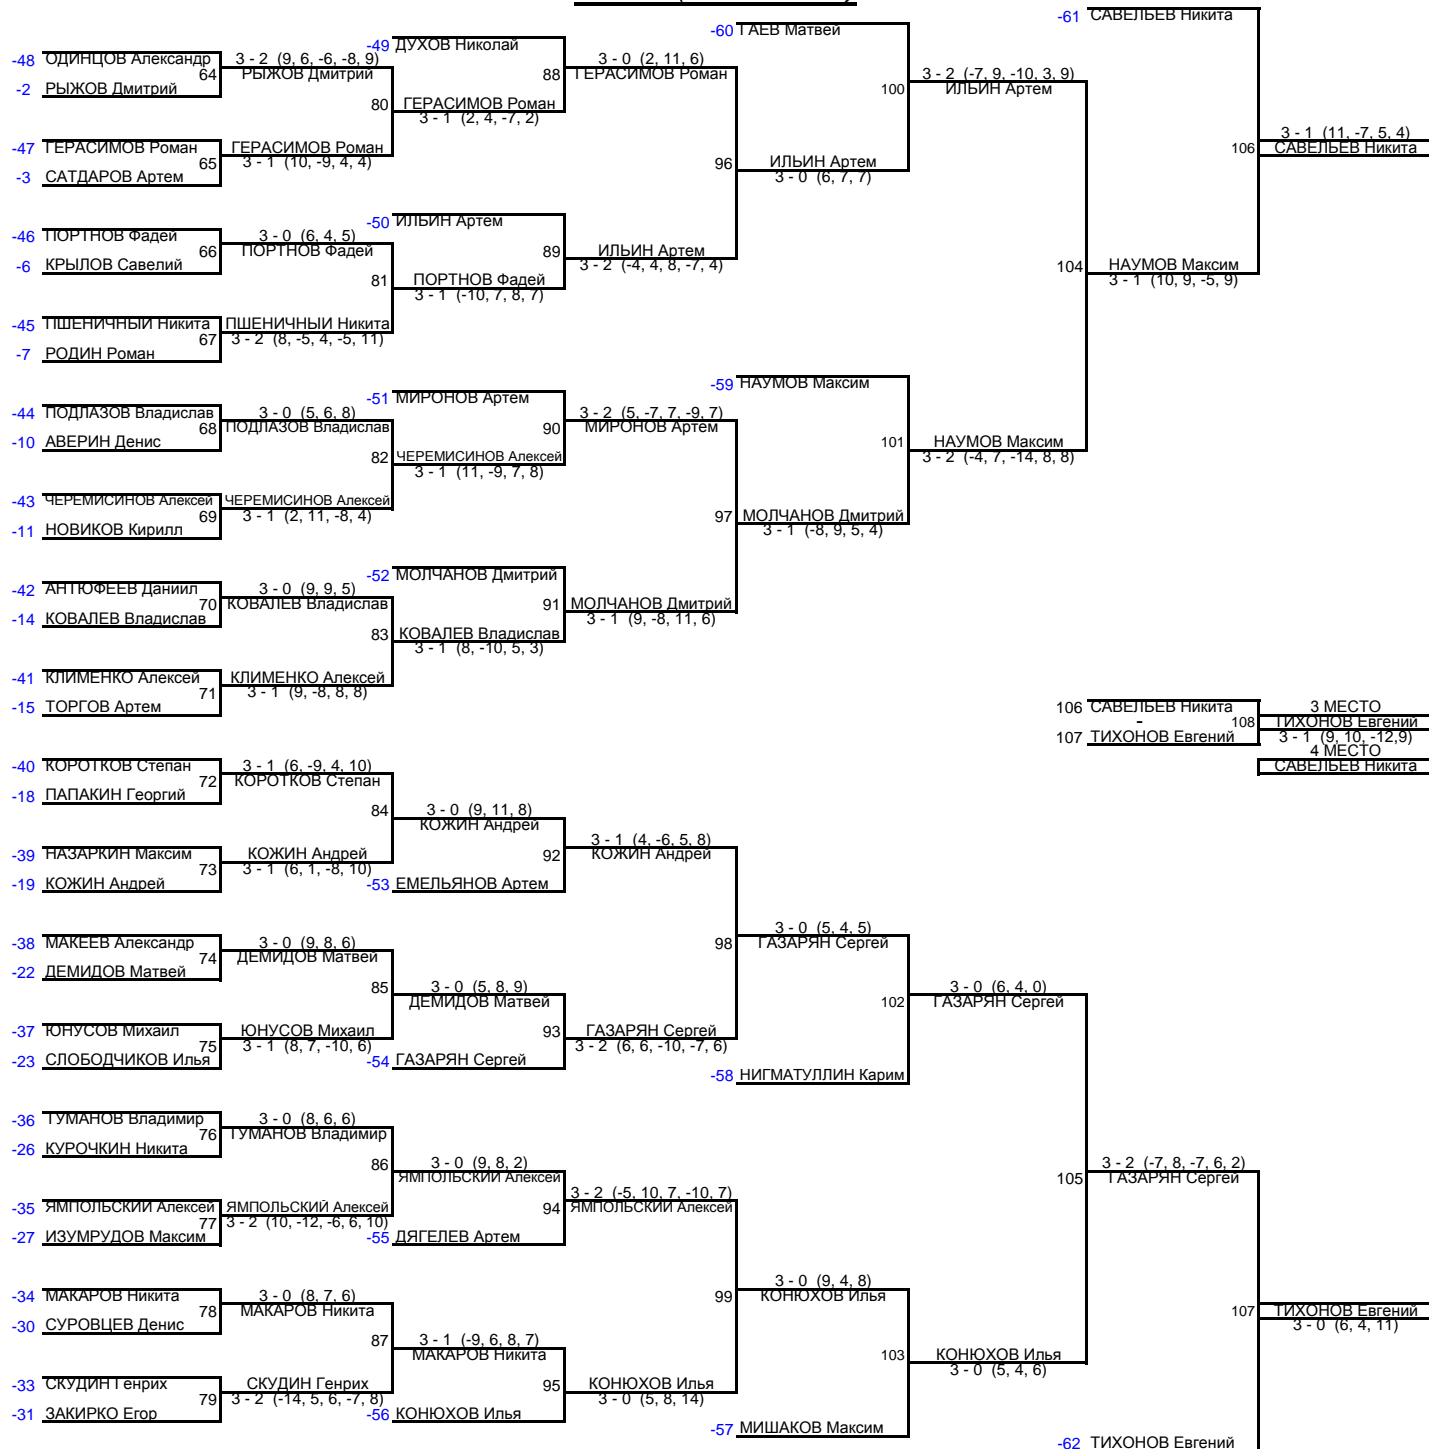 -61 САВЕЛЬЕВ Никита
-60 ГАЕВ Матвей
-49 ДУХОВ Николай
-48 ОДИНЦОВ Александр
3 - 2 (9, 6, -6, -8, 9)
3 - 0 (2, 11, 6)
64
РЫЖОВ Дмитрий
88
ГЕРАСИМОВ Роман
3 - 2 (-7, 9, -10, 3, 9)
-2 РЫЖОВ Дмитрий
100
ИЛЬИН Артем
80
ГЕРАСИМОВ Роман
3 - 1 (2, 4, -7, 2)
3 - 1 (11, -7, 5, 4)
-47 ГЕРАСИМОВ Роман
ГЕРАСИМОВ Роман
106
САВЕЛЬЕВ Никита
65
3 - 1 (10, -9, 4, 4)
96
ИЛЬИН Артем
-3 САТДАРОВ Артем
3 - 0 (6, 7, 7)
-50 ИЛЬИН Артем
-46 ПОРТНОВ Фадей
3 - 0 (6, 4, 5)
66
ПОРТНОВ Фадей
89
ИЛЬИН Артем
-6 КРЫЛОВ Савелий
3 - 2 (-4, 4, 8, -7, 4)
104
НАУМОВ Максим
81
ПОРТНОВ Фадей
3 - 1 (10, 9, -5, 9)
3 - 1 (-10, 7, 8, 7)
-45 ПШЕНИЧНЫЙ Никита
ПШЕНИЧНЫЙ Никита
67
3 - 2 (8, -5, 4, -5, 11)
-7 РОДИН Роман
-59 НАУМОВ Максим
-51 МИРОНОВ Артем
-44 ПОДЛАЗОВ Владислав
3 - 0 (5, 6, 8)
3 - 2 (5, -7, 7, -9, 7)
68
ПОДЛАЗОВ Владислав
90
МИРОНОВ Артем
-10 АВЕРИН Денис
101
НАУМОВ Максим
82
ЧЕРЕМИСИНОВ Алексей
3 - 2 (-4, 7, -14, 8, 8)
3 - 1 (11, -9, 7, 8)
-43 ЧЕРЕМИСИНОВ Алексей
ЧЕРЕМИСИНОВ Алексей
69
3 - 1 (2, 11, -8, 4)
97
МОЛЧАНОВ Дмитрий
-11 НОВИКОВ Кирилл
3 - 1 (-8, 9, 5, 4)
-52 МОЛЧАНОВ Дмитрий
-42 АНТЮФЕЕВ Даниил
3 - 0 (9, 9, 5)
70
КОВАЛЕВ Владислав
91
МОЛЧАНОВ Дмитрий
-14 КОВАЛЕВ Владислав
3 - 1 (9, -8, 11, 6)
83
КОВАЛЕВ Владислав
3 - 1 (8, -10, 5, 3)
-41 КЛИМЕНКО Алексей
КЛИМЕНКО Алексей
71
3 - 1 (9, -8, 8, 8)
-15 ТОРГОВ Артем
106 САВЕЛЬЕВ Никита
3 МЕСТО
-
108
ТИХОНОВ Евгений
107 ТИХОНОВ Евгений
3 - 1 (9, 10, -12,9)
4 МЕСТО
-40 КОРОТКОВ Степан
3 - 1 (6, -9, 4, 10)
САВЕЛЬЕВ Никита
72
КОРОТКОВ Степан
-18 ПАПАКИН Георгий
84
3 - 0 (9, 11, 8)
КОЖИН Андрей
3 - 1 (4, -6, 5, 8)
-39 НАЗАРКИН Максим
КОЖИН Андрей
92
КОЖИН Андрей
73
3 - 1 (6, 1, -8, 10)
-19 КОЖИН Андрей
-53 ЕМЕЛЬЯНОВ Артем
3 - 0 (5, 4, 5)
-38 МАКЕЕВ Александр
3 - 0 (9, 8, 6)
98
ГАЗАРЯН Сергей
74
ДЕМИДОВ Матвей
-22 ДЕМИДОВ Матвей
85
3 - 0 (5, 8, 9)
3 - 0 (6, 4, 0)
ДЕМИДОВ Матвей
102
ГАЗАРЯН Сергей
-37 ЮНУСОВ Михаил
ЮНУСОВ Михаил
93
ГАЗАРЯН Сергей
75
3 - 1 (8, 7, -10, 6)
3 - 2 (6, 6, -10, -7, 6)
-23 СЛОБОДЧИКОВ Илья
-54 ГАЗАРЯН Сергей
-58 НИГМАТУЛЛИН Карим
-36 ТУМАНОВ Владимир
3 - 0 (8, 6, 6)
76
ТУМАНОВ Владимир
-26 КУРОЧКИН Никита
86
3 - 0 (9, 8, 2)
3 - 2 (-7, 8, -7, 6, 2)
ЯМПОЛЬСКИЙ Алексей
105
ГАЗАРЯН Сергей
3 - 2 (-5, 10, 7, -10, 7)
-35 ЯМПОЛЬСКИЙ Алексей
ЯМПОЛЬСКИЙ Алексей
94
ЯМПОЛЬСКИЙ Алексей
77
3 - 2 (10, -12, -6, 6, 10)
-27 ИЗУМРУДОВ Максим
-55 ДЯГЕЛЕВ Артем
3 - 0 (9, 4, 8)
-34 МАКАРОВ Никита
3 - 0 (8, 7, 6)
99
КОНЮХОВ Илья
78
МАКАРОВ Никита
107
ТИХОНОВ Евгений
-30 СУРОВЦЕВ Денис
3 - 0 (6, 4, 11)
87
3 - 1 (-9, 6, 8, 7)
МАКАРОВ Никита
103
КОНЮХОВ Илья
3 - 0 (5, 4, 6)
-33 СКУДИН Генрих
СКУДИН Генрих
95
КОНЮХОВ Илья
79
3 - 2 (-14, 5, 6, -7, 8)
3 - 0 (5, 8, 14)
-31 ЗАКИРКО Егор
-56 КОНЮХОВ Илья
-57 МИШАКОВ Максим
-62 ТИХОНОВ Евгений